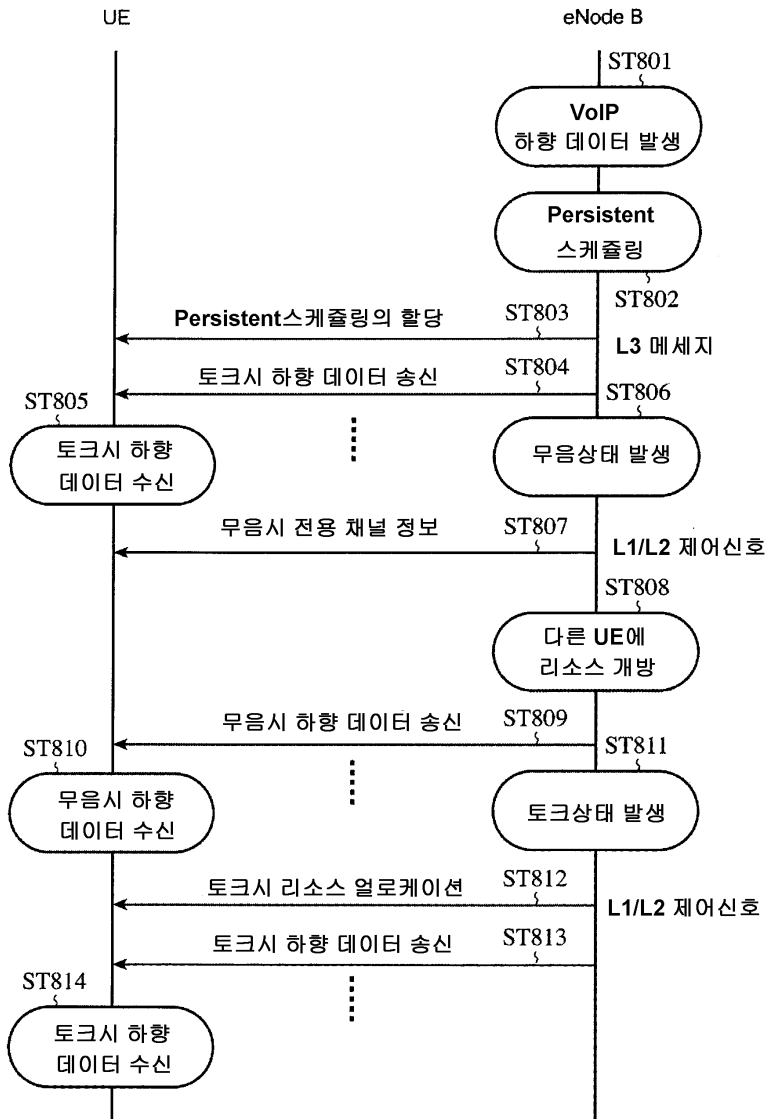 UE
eNode B
ST801
VoIP
하향 데이터 발생
Persistent
스케쥴링
ST802
Persistent스케쥴링의 할당
ST803
L3 메세지
토크시 하향 데이터 송신
ST804
ST805
ST806
토크시 하향
데이터 수신
무음상태 발생
무음시 전용 채널 정보
ST807
L1/L2 제어신호
ST808
다른 UE에
리소스 개방
무음시 하향 데이터 송신
ST809
ST810
ST811
무음시 하향
데이터 수신
토크상태 발생
토크시 리소스 얼로케이션
ST812
L1/L2 제어신호
토크시 하향 데이터 송신
ST813
ST814
토크시 하향
데이터 수신